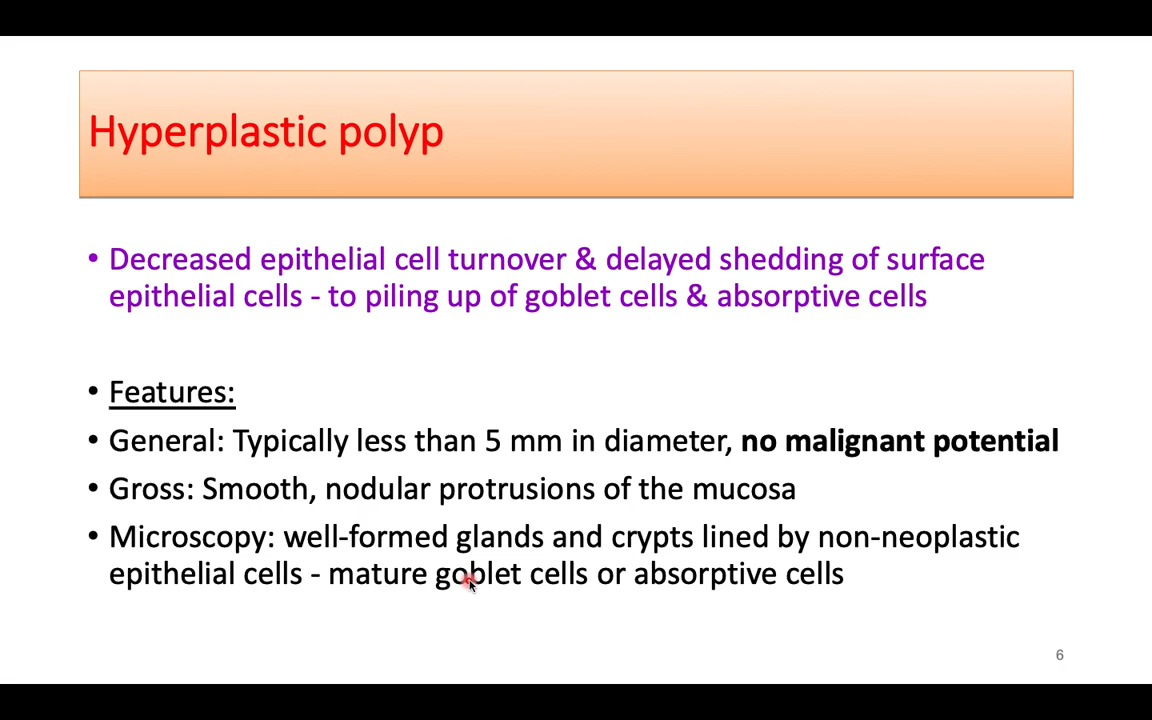 Hyperplastic polyp
• Decreased epithelial cell turnover & delayed shedding of surface
epithelial cells - to piling up of goblet cells & absorptive cells
• Features:
• General: Typically less than 5 mm in diameter, no malignant potential
• Gross: Smooth, nodular protrusions of the mucosa
• Microscopy: well-formed glands and crypts lined by non-neoplastic
epithelial cells - mature goblet cells or absorptive cells
6